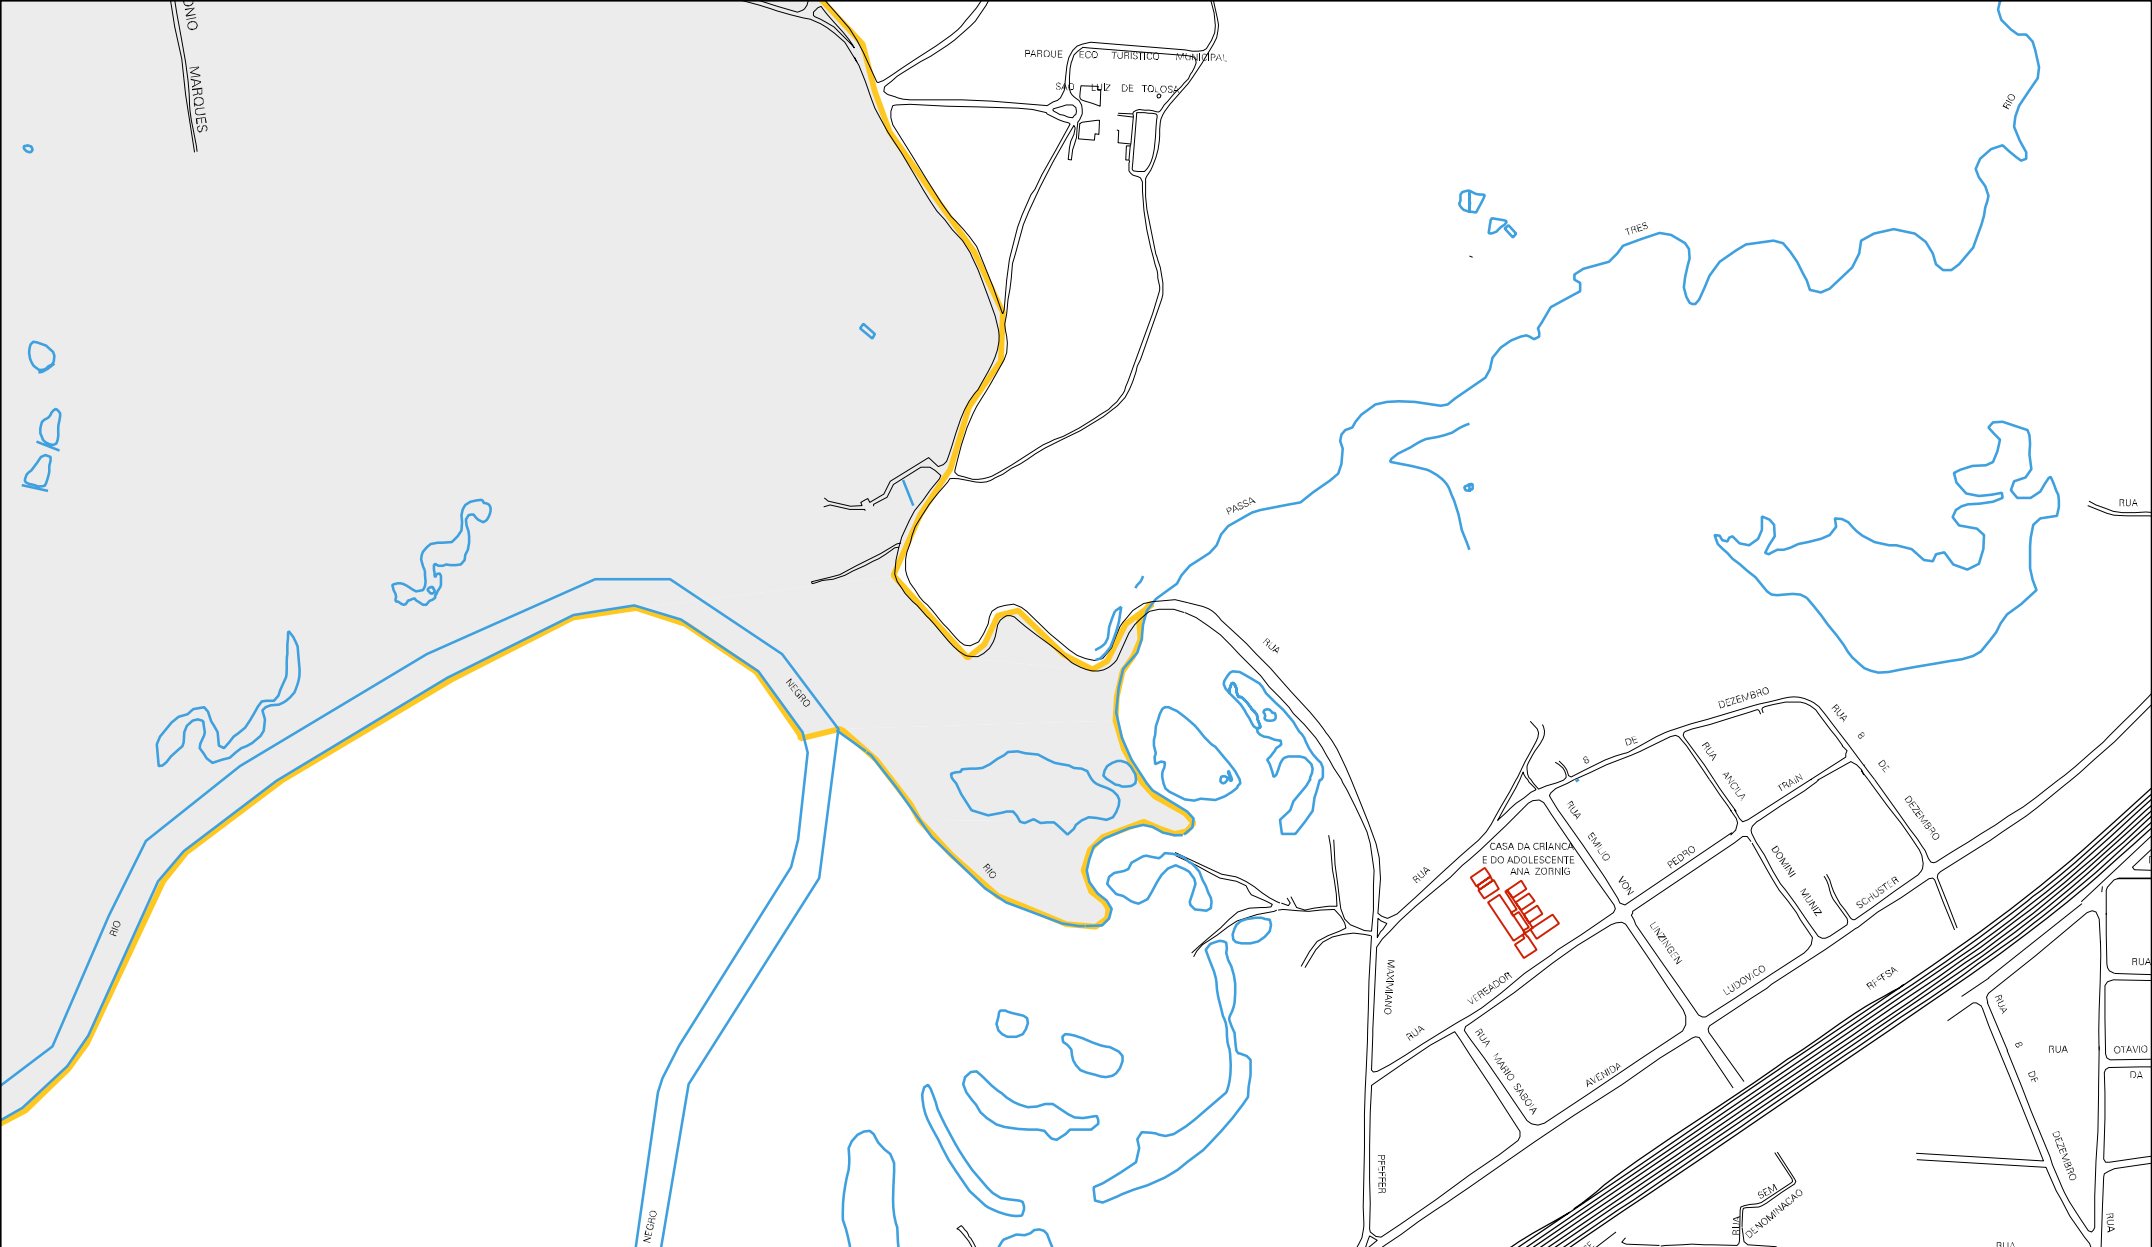 ONIO MARQUES
PARQUE ECO TURISTICO MUNICIPAL
SAO LUIZ DE TOLOSA
RIO
TRES
PASSA
RUA
NEGRO
RUA
RIO
RIO
NEGRO
DEZEMBRO
8 DE
RUA 8 DE DEZEMBRO
RUA ANCILA
TRAIN
RUA EMILIO VON LINZINGEN
PEDRO
CASA DA CRIANCA
E DO ADOLESCENTE
ANA ZORNIG
RUA
DOMINI MUNIZ
SCHUSTER
LUDOVICO
VEREADOR
RUA
MAXIMIANO
RUA MARIO SABOIA
AVENIDA
REFFSA
PFEFFER
RUA
RUA 8 DE DEZEMBRO
RUA
OTAVIO
DA
SEM
DENOMINACAO
RUA
RUA
RUA